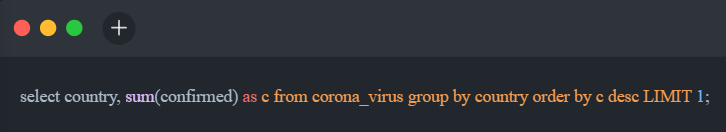 select country, sum(confirmed) as c from corona_virus group by country order by c desc LIMIT 1;